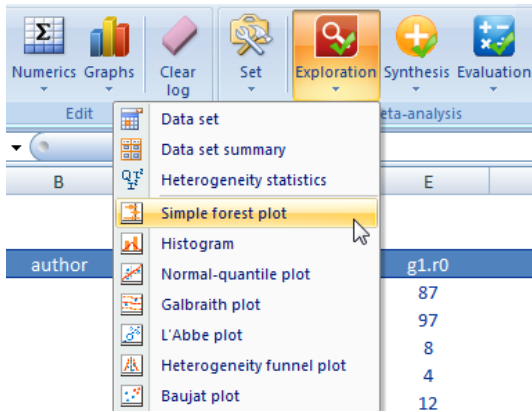 Σ
Numerics Graphs Clear log Set Exploration Synthesis Evaluation
Edit eta-analysis
Data set
Data set summary
Heterogeneity statistics
B E
Simple forest plot
Histogram
author g1.r0
Normal-quantile plot
87
Galbraith plot
97
L'Abbe plot
8
Heterogeneity funnel plot
4
Baujat plot
12